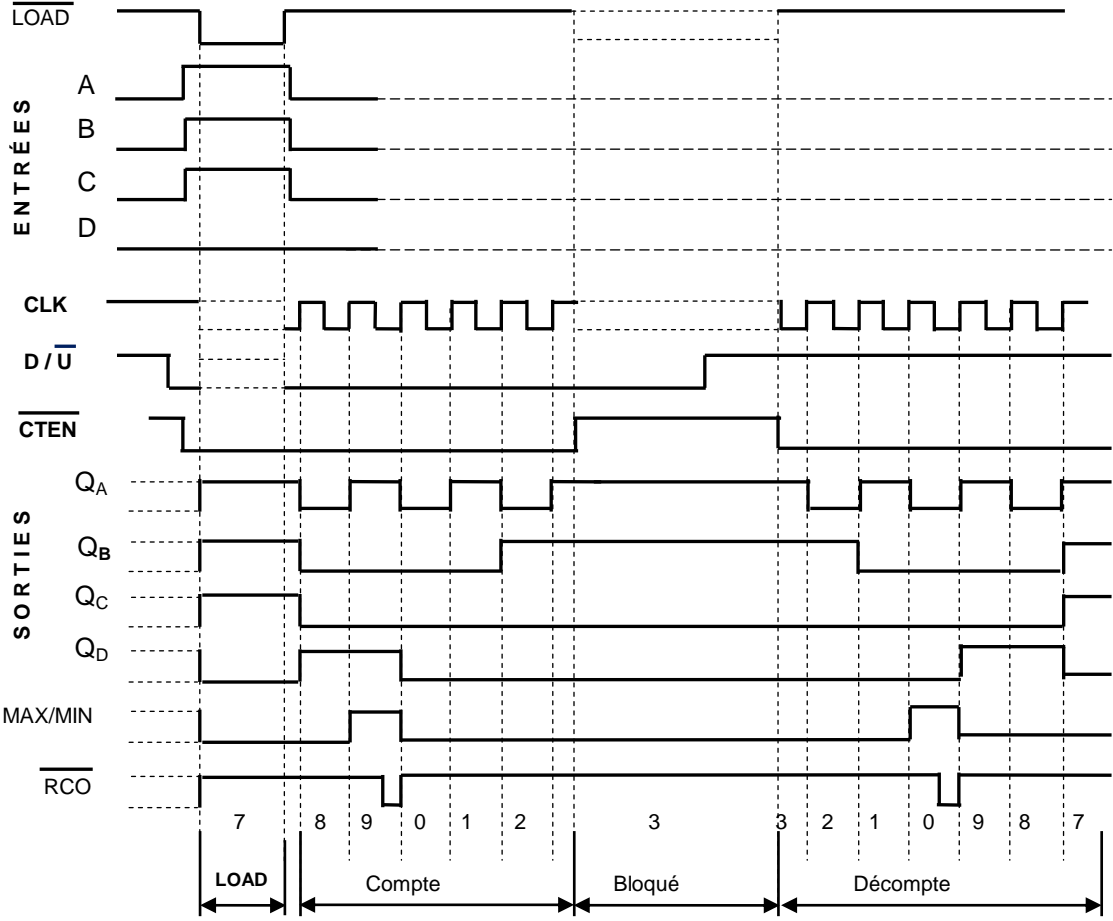 LOAD
ENTRÉES
A
B
C
D
CLK
D / U
CTEN
SORTIES
QA
QB
QC
QD
MAX/MIN
RCO
7 8 9 0 1 2 3 3 2 1 0 9 8 7
LOAD Compte Bloqué Décompte